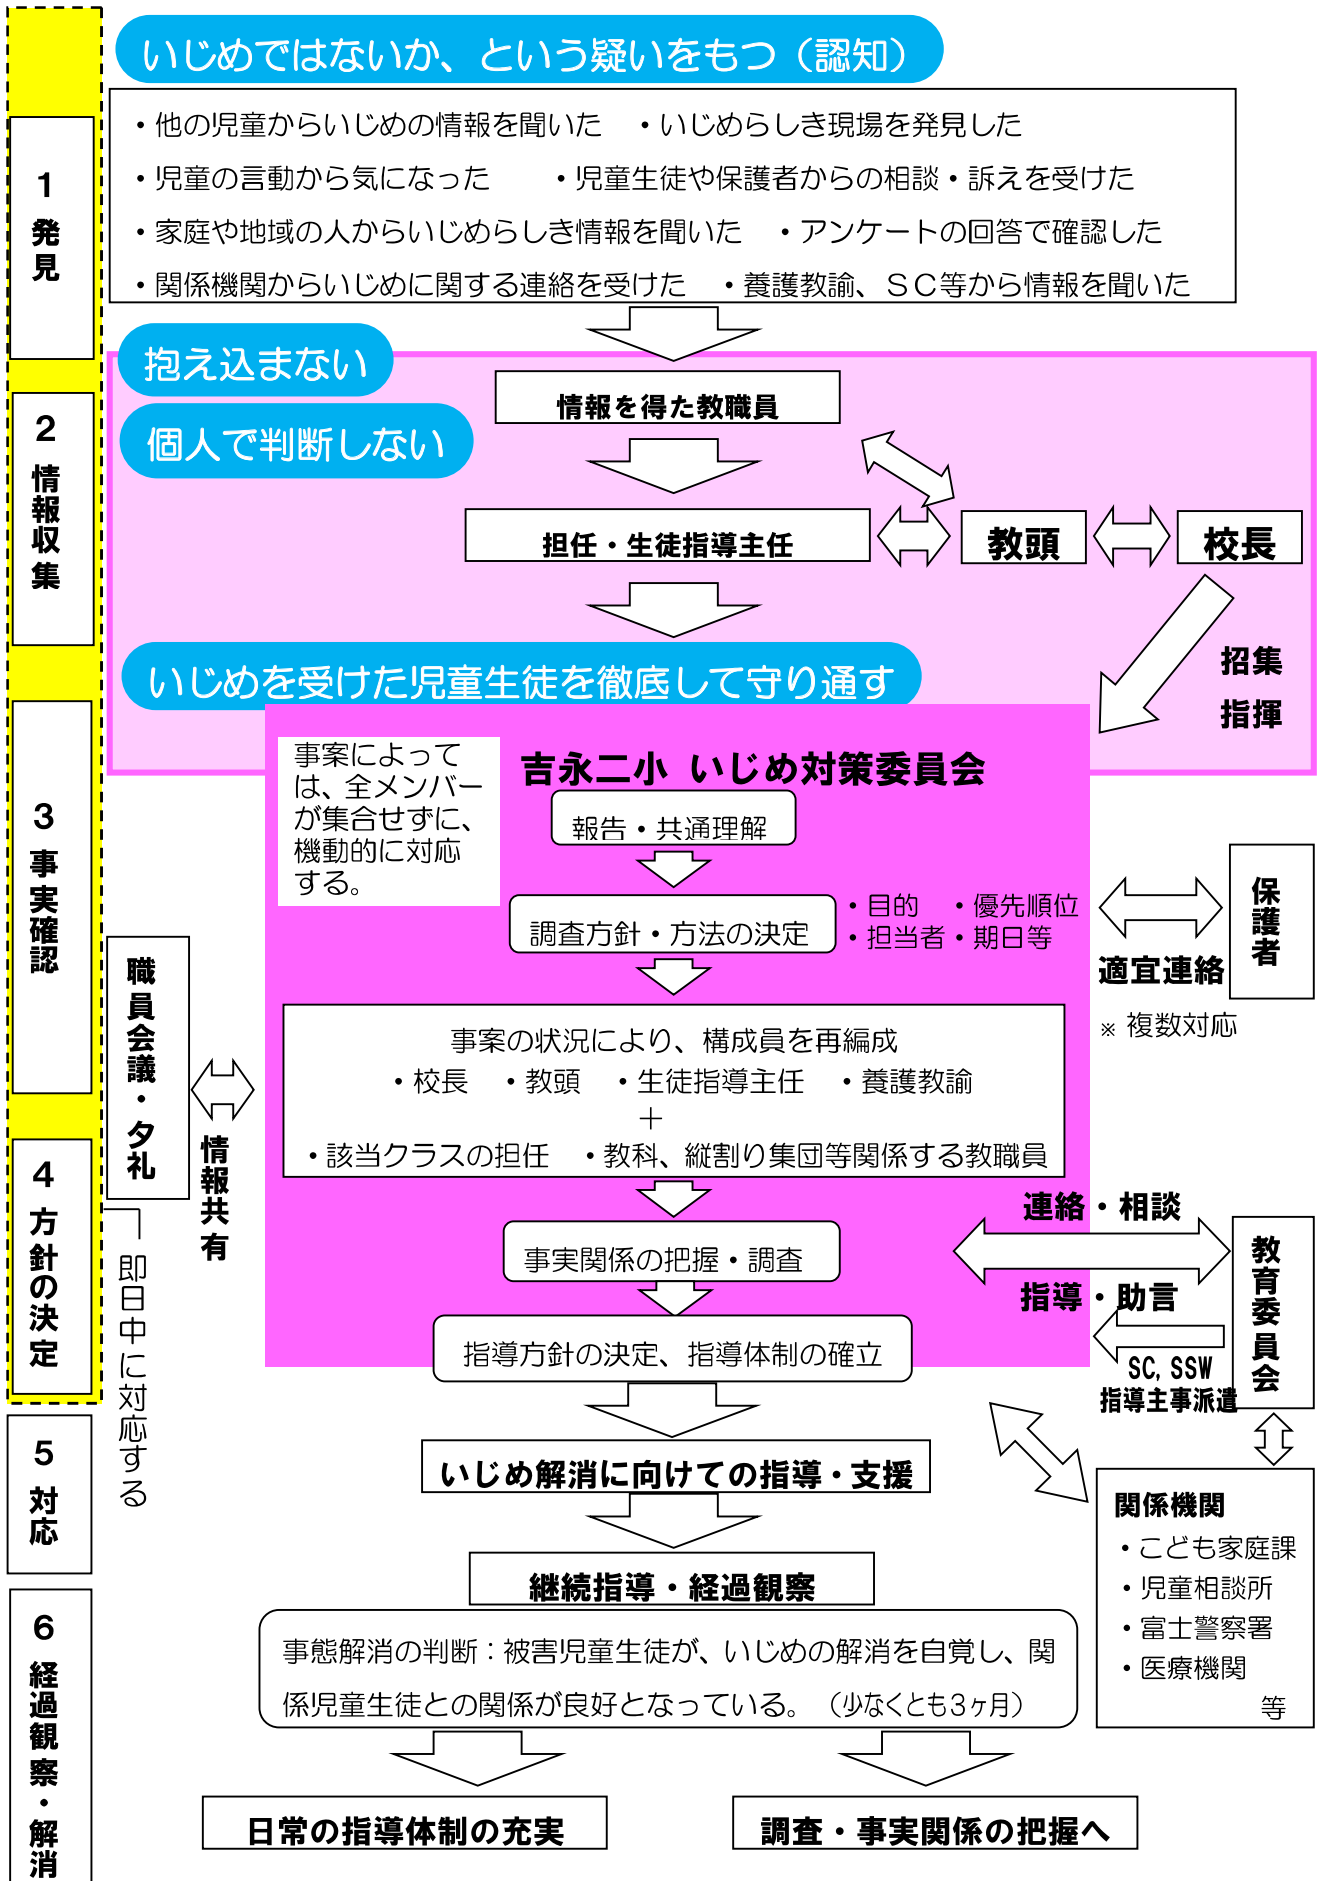 いじめではないか、という疑いをもつ（認知）
・他の児童からいじめの情報を聞いた　・いじめらしき現場を発見した
・児童の言動から気になった　　・児童生徒や保護者からの相談・訴えを受けた
・家庭や地域の人からいじめらしき情報を聞いた　・アンケートの回答で確認した
・関係機関からいじめに関する連絡を受けた　・養護教諭、ＳＣ等から情報を聞いた
1 発見
抱え込まない
個人で判断しない
2 情報収集
情報を得た教職員
担任・生徒指導主任
教頭
校長
招集
指揮
いじめを受けた児童生徒を徹底して守り通す
3 事実確認
事案によって
は、全メンバー
が集合せずに、
機動的に対応
する。
吉永二小 いじめ対策委員会
報告・共通理解
調査方針・方法の決定
・目的　・優先順位
・担当者・期日等
保護者
適宜連絡
※ 複数対応
事案の状況により、構成員を再編成
・校長　・教頭　・生徒指導主任　・養護教諭
＋
・該当クラスの担任　・教科、縦割り集団等関係する教職員
職員会議・夕礼
情報共有
即日中に対応する
4 方針の決定
事実関係の把握・調査
指導方針の決定、指導体制の確立
連絡・相談
指導・助言
SC, SSW
指導主事派遣
教育委員会
5 対応
いじめ解消に向けての指導・支援
関係機関
・こども家庭課
・児童相談所
・富士警察署
・医療機関
等
6 経過観察・解消
継続指導・経過観察
事態解消の判断：被害児童生徒が、いじめの解消を自覚し、関
係児童生徒との関係が良好となっている。（少なくとも3ヶ月）
日常の指導体制の充実
調査・事実関係の把握へ